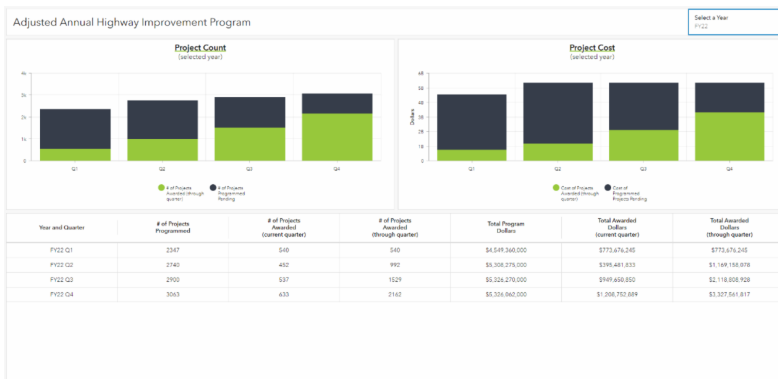 Adjusted Annual Highway Improvement Program
Select a Year
FY22
Project Count
(selected year)
4k
3k
2k
1k
0
Q1 Q2 Q3 Q4
# of Projects
Awarded (through
quarter)
# of Projects
Programmed
Pending
Project Cost
(selected year)
Dollars
6B
5B
4B
3B
2B
1B
0
Q1 Q2 Q3 Q4
Cost of Projects
Awarded (through
quarter)
Cost of
Programmed
Projects Pending
Year and Quarter # of Projects Programmed # of Projects Awarded (current quarter) # of Projects Awarded (through quarter) Total Program Dollars Total Awarded Dollars (current quarter) Total Awarded Dollars (through quarter)
FY22 Q1 2347 540 540 $4,549,360,000 $773,676,245 $773,676,245
FY22 Q2 2740 452 992 $5,308,275,000 $395,481,833 $1,169,158,078
FY22 Q3 2900 537 1529 $5,326,270,000 $949,650,850 $2,118,808,928
FY22 Q4 3063 633 2162 $5,326,062,000 $1,208,752,889 $3,327,561,817